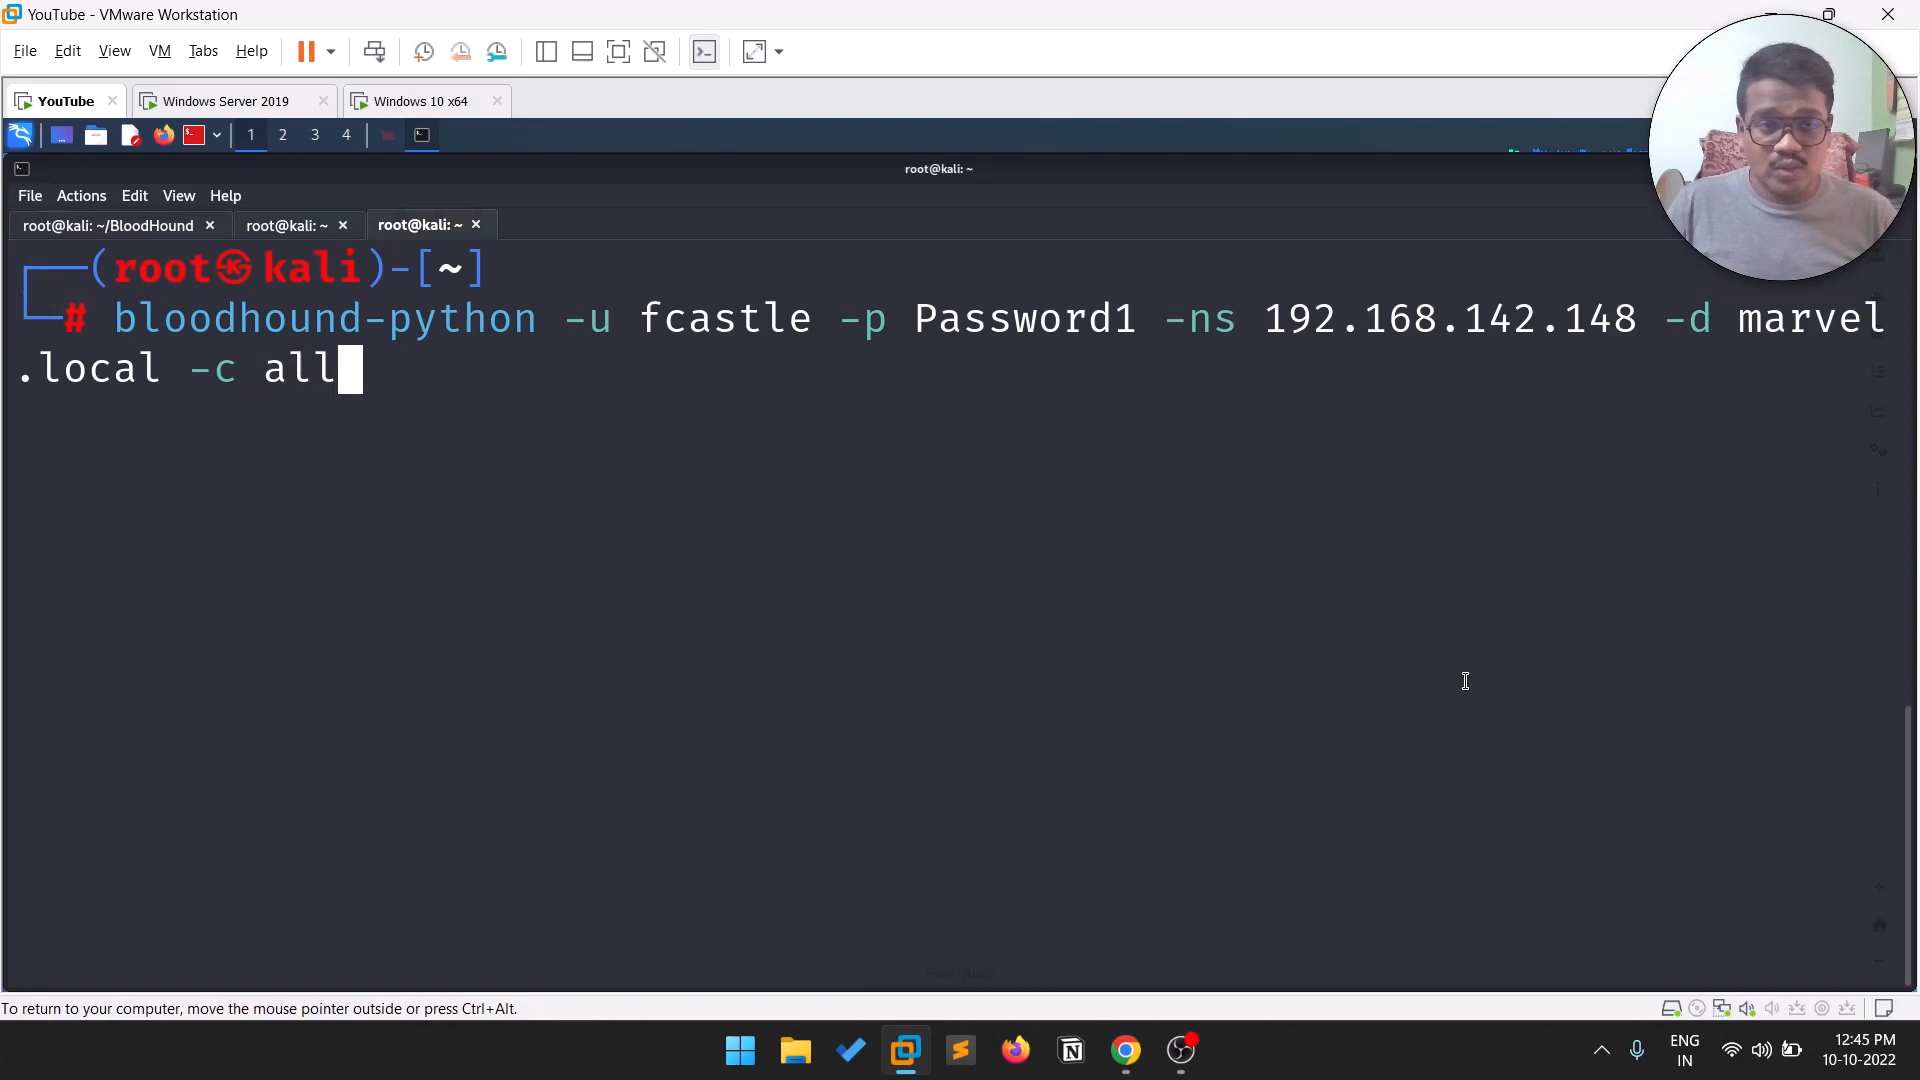 YouTube - VMware Workstation
File Edit View VM Tabs Help
YouTube Windows Server 2019 Windows 10 x64
1 2 3 4
root@kali: ~
File Actions Edit View Help
root@kali: ~/BloodHound root@kali: ~ root@kali: ~
┌──(root㉿kali)-[~]
└─# bloodhound-python -u fcastle -p Password1 -ns 192.168.142.148 -d marvel
.local -c all
To return to your computer, move the mouse pointer outside or press Ctrl+Alt.
ENG
IN
12:45 PM
10-10-2022